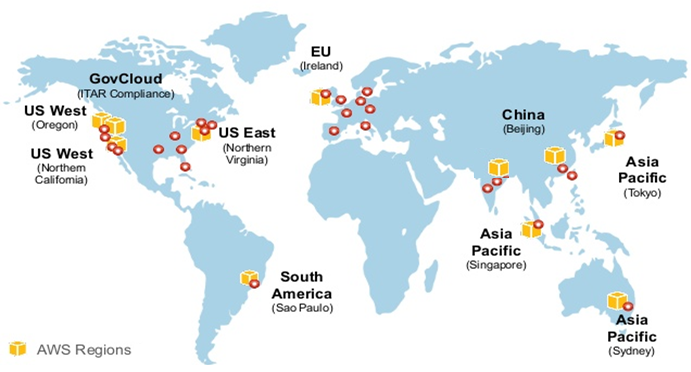 EU
(Ireland)
GovCloud
(ITAR Compliance)
US West
(Oregon)
US East
(Northern
Virginia)
US West
(Northern
California)
China
(Beijing)
Asia
Pacific
(Tokyo)
Asia
Pacific
(Singapore)
South
America
(Sao Paulo)
Asia
Pacific
(Sydney)
AWS Regions